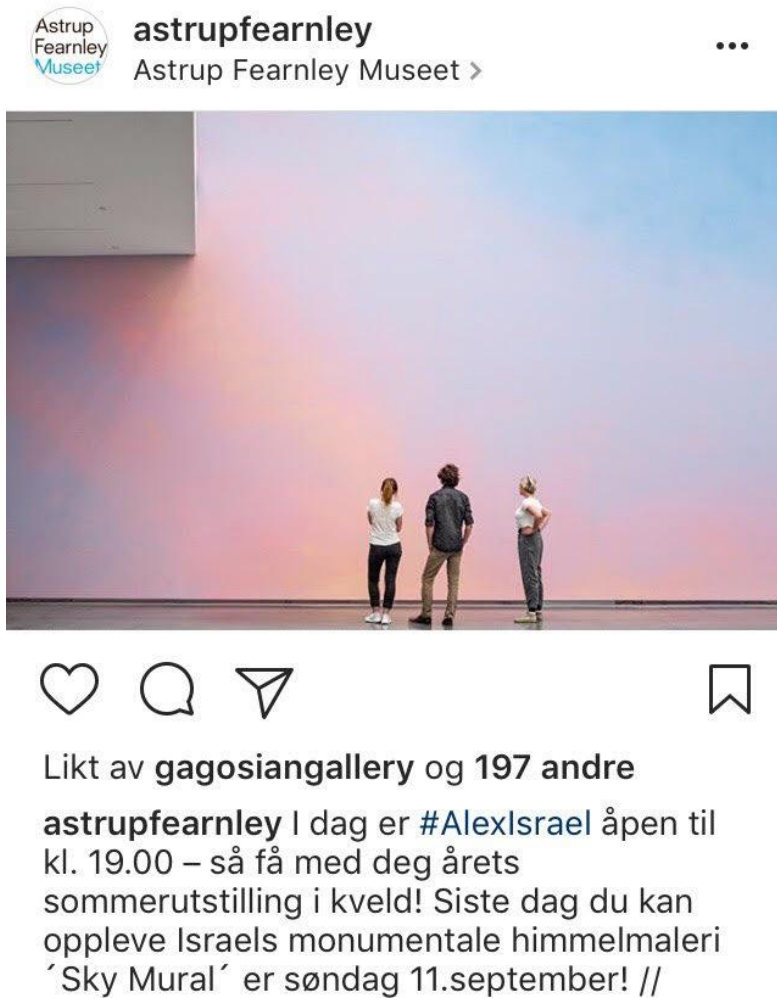 Astrup
Fearnley
Museet
astrupfearnley
Astrup Fearnley Museet >
Likt av gagosiangallery og 197 andre
astrupfearnley I dag er #AlexIsrael åpen til
kl. 19.00 – så få med deg årets
sommerutstilling i kveld! Siste dag du kan
oppleve Israels monumentale himmelmaleri
´Sky Mural´ er søndag 11.september! //